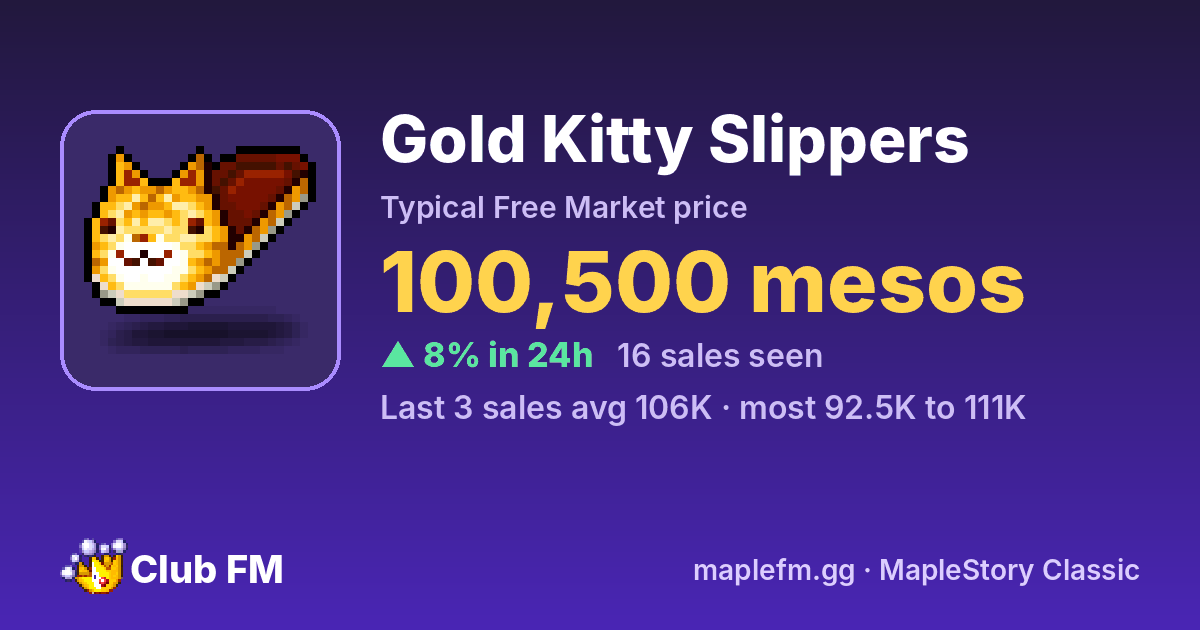 Gold Kitty Slippers
Typical Free Market price
100,500 mesos
▲ 8% in 24h 16 sales seen
Last 3 sales avg 106K · most 92.5K to 111K
Club FM
maplefm.gg · MapleStory Classic